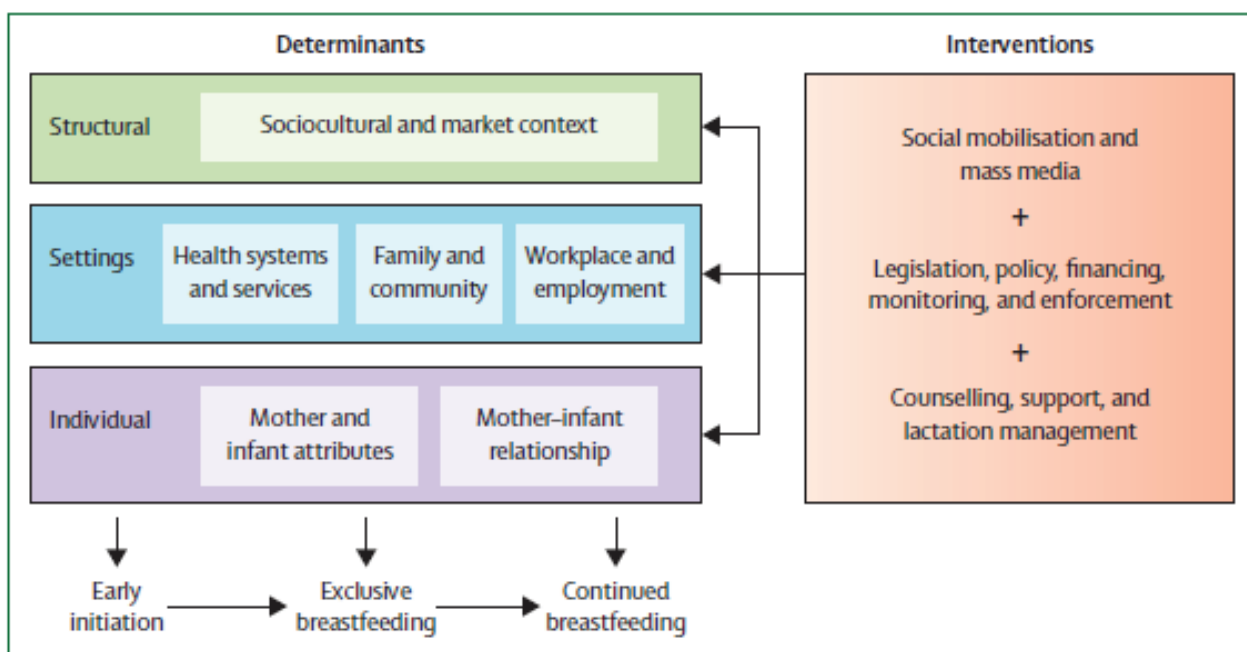 Determinants
Structural
Sociocultural and market context
Settings
Health systems
and services
Family and
community
Workplace and
employment
Individual
Mother and
infant attributes
Mother–infant
relationship
Early
initiation
Exclusive
breastfeeding
Continued
breastfeeding
Interventions
Social mobilisation and
mass media
+
Legislation, policy, financing,
monitoring, and enforcement
+
Counselling, support, and
lactation management